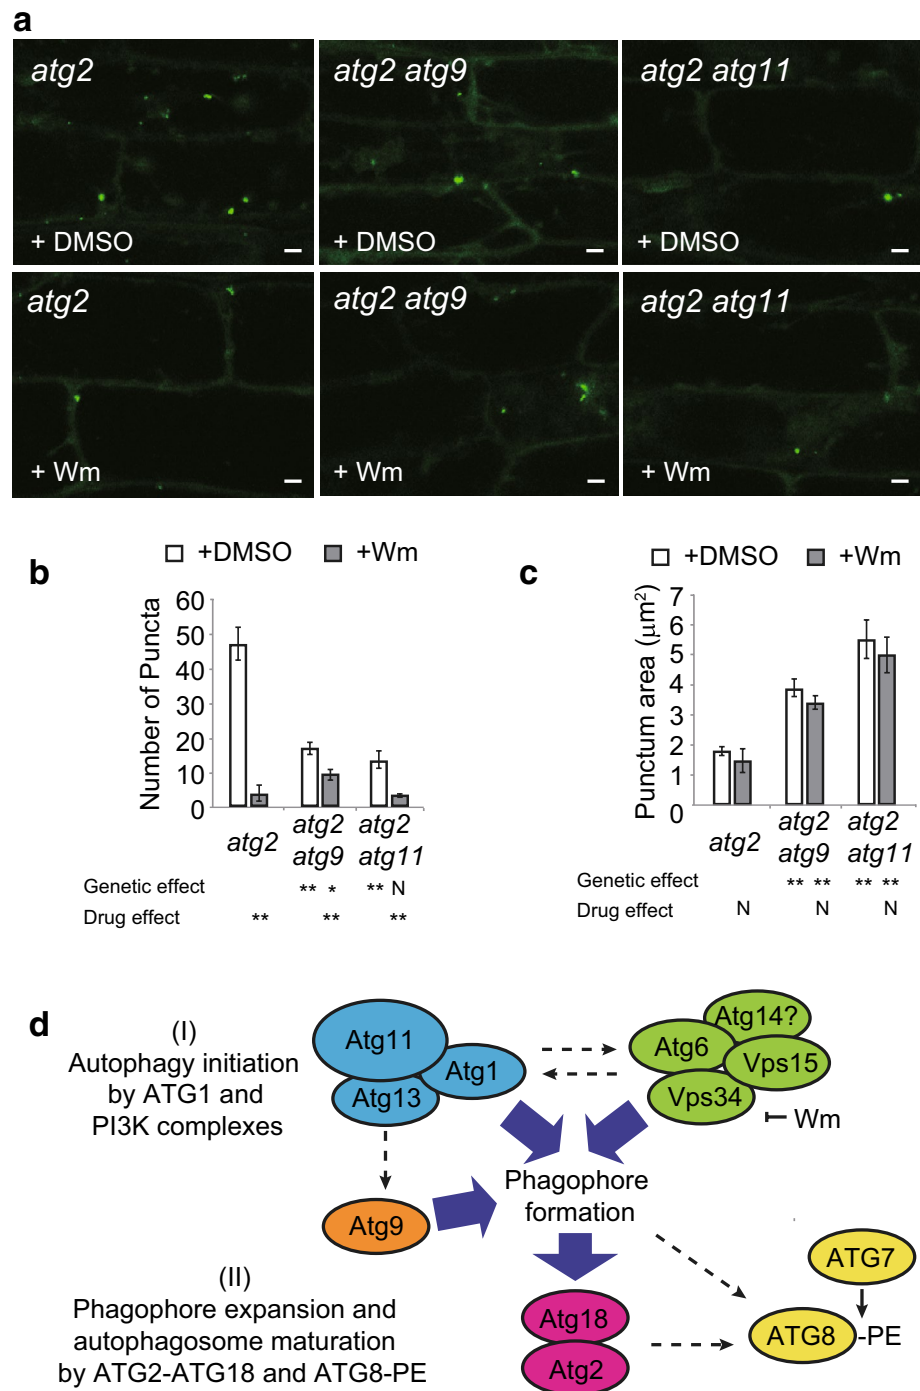 a
atg2
+ DMSO
atg2 atg9
+ DMSO
atg2 atg11
+ DMSO
atg2
+ Wm
atg2 atg9
+ Wm
atg2 atg11
+ Wm
b
+DMSO +Wm
Number of Puncta
60
50
40
30
20
10
0
atg2
atg2 atg9
atg2 atg11
Genetic effect ** * ** N
Drug effect ** ** **
c
+DMSO +Wm
Punctum area (μm²)
7
6
5
4
3
2
1
0
atg2
atg2 atg9
atg2 atg11
Genetic effect ** ** ** **
Drug effect N N N
d
(I)
Autophagy initiation
by ATG1 and
PI3K complexes
Atg11
Atg1
Atg13
Atg14?
Atg6
Vps15
Vps34
Wm
Phagophore
formation
Atg9
(II)
Phagophore expansion and
autophagosome maturation
by ATG2-ATG18 and ATG8-PE
Atg18
Atg2
ATG7
ATG8 -PE